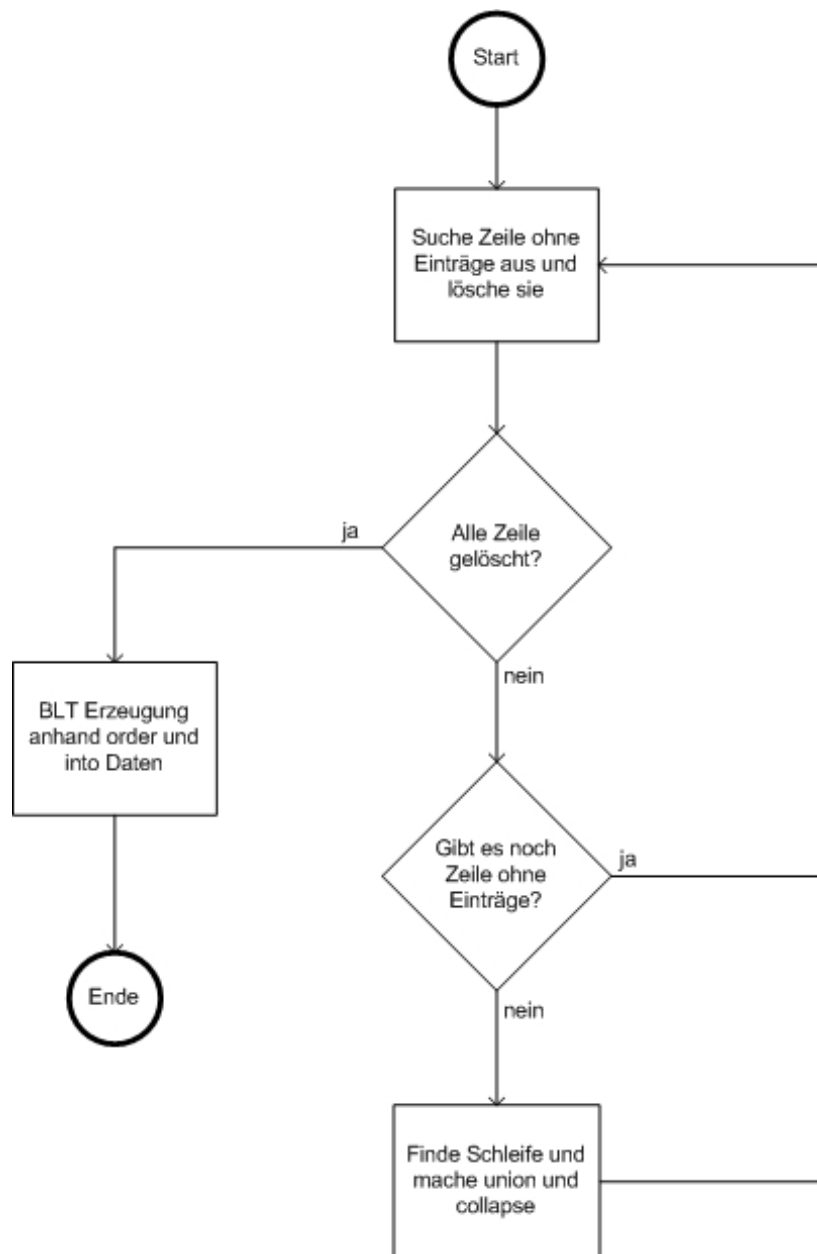 Start
Suche Zeile ohne
Einträge aus und
lösche sie
Alle Zeile
gelöscht?
ja
nein
BLT Erzeugung
anhand order und
into Daten
Gibt es noch
Zeile ohne
Einträge?
ja
nein
Ende
Finde Schleife und
mache union und
collapse